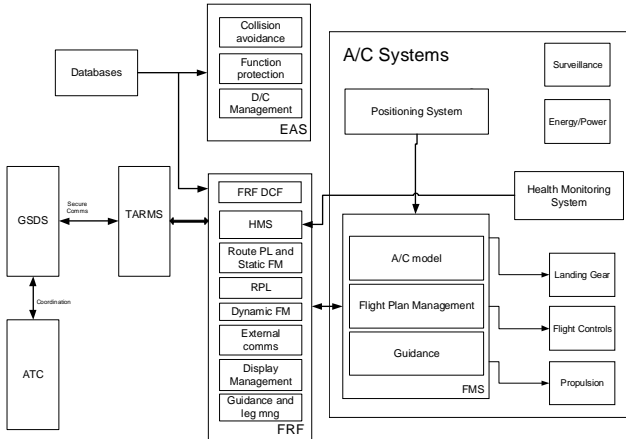 Collision
avoidance
Function
protection
D/C
Management
EAS
Databases
A/C Systems
Surveillance
Energy/Power
Positioning System
Health Monitoring
System
GSDS
Secure
Comms
TARMS
Coordination
ATC
FRF DCF
HMS
Route PL and
Static FM
RPL
Dynamic FM
External
comms
Display
Management
Guidance and
leg mng
FRF
A/C model
Flight Plan Management
Guidance
FMS
Landing Gear
Flight Controls
Propulsion